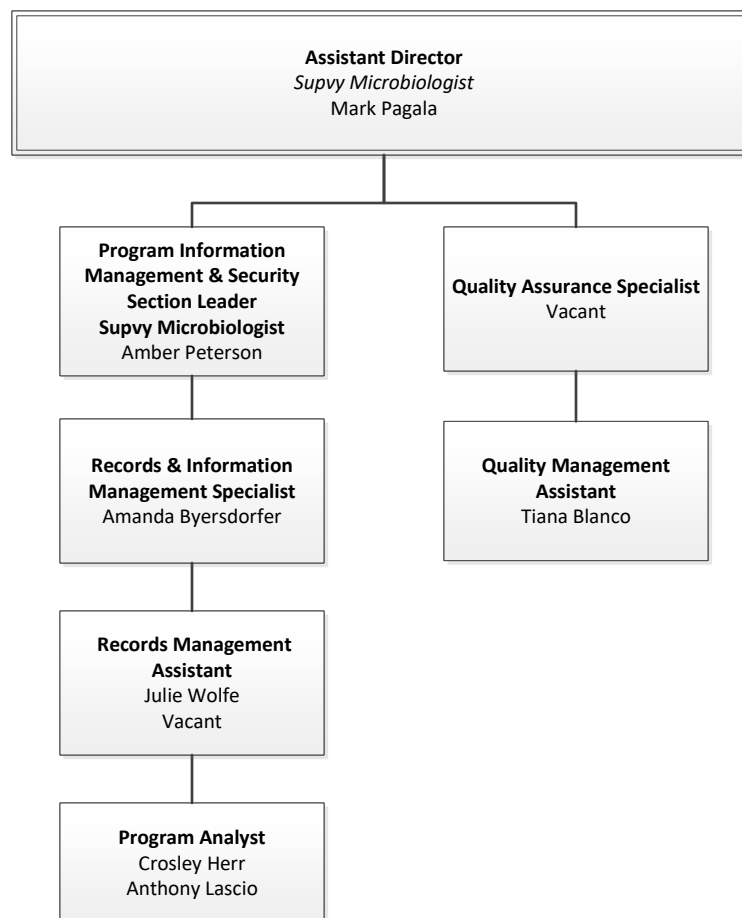 Assistant Director
Supvy Microbiologist
Mark Pagala
Program Information
Management & Security
Section Leader
Supvy Microbiologist
Amber Peterson
Quality Assurance Specialist
Vacant
Records & Information
Management Specialist
Amanda Byersdorfer
Quality Management
Assistant
Tiana Blanco
Records Management
Assistant
Julie Wolfe
Vacant
Program Analyst
Crosley Herr
Anthony Lascio